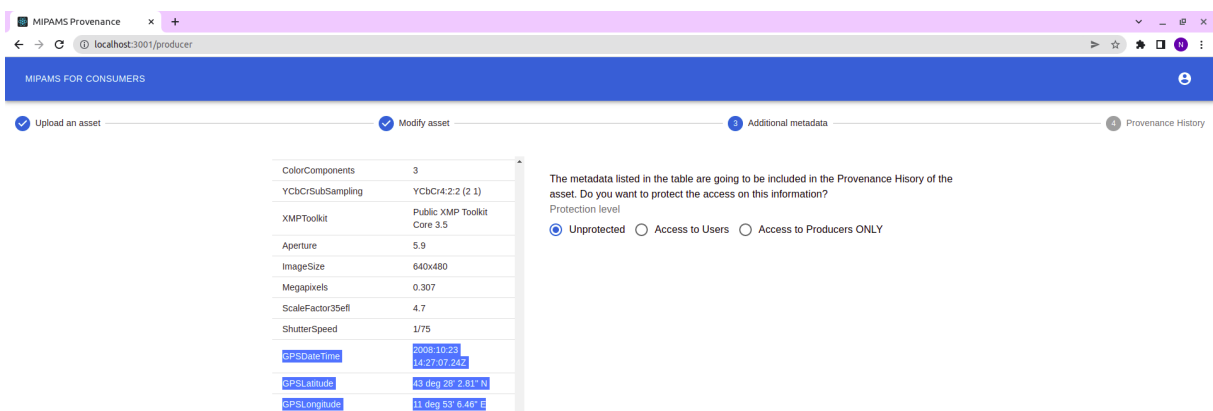 MIPAMS Provenance
localhost:3001/producer
N
MIPAMS FOR CONSUMERS
Upload an asset
Modify asset
3 Additional metadata
4 Provenance History
ColorComponents 3
YCbCrSubSampling YCbCr4:2:2 (2 1)
XMPToolkit Public XMP Toolkit
Core 3.5
Aperture 5.9
ImageSize 640x480
Megapixels 0.307
ScaleFactor35efl 4.7
ShutterSpeed 1/75
GPSDateTime 2008:10:23
14:27:07.24Z
GPSLatitude 43 deg 28' 2.81" N
GPSLongitude 11 deg 53' 6.46" E
The metadata listed in the table are going to be included in the Provenance Hisory of the
asset. Do you want to protect the access on this information?
Protection level
Unprotected Access to Users Access to Producers ONLY